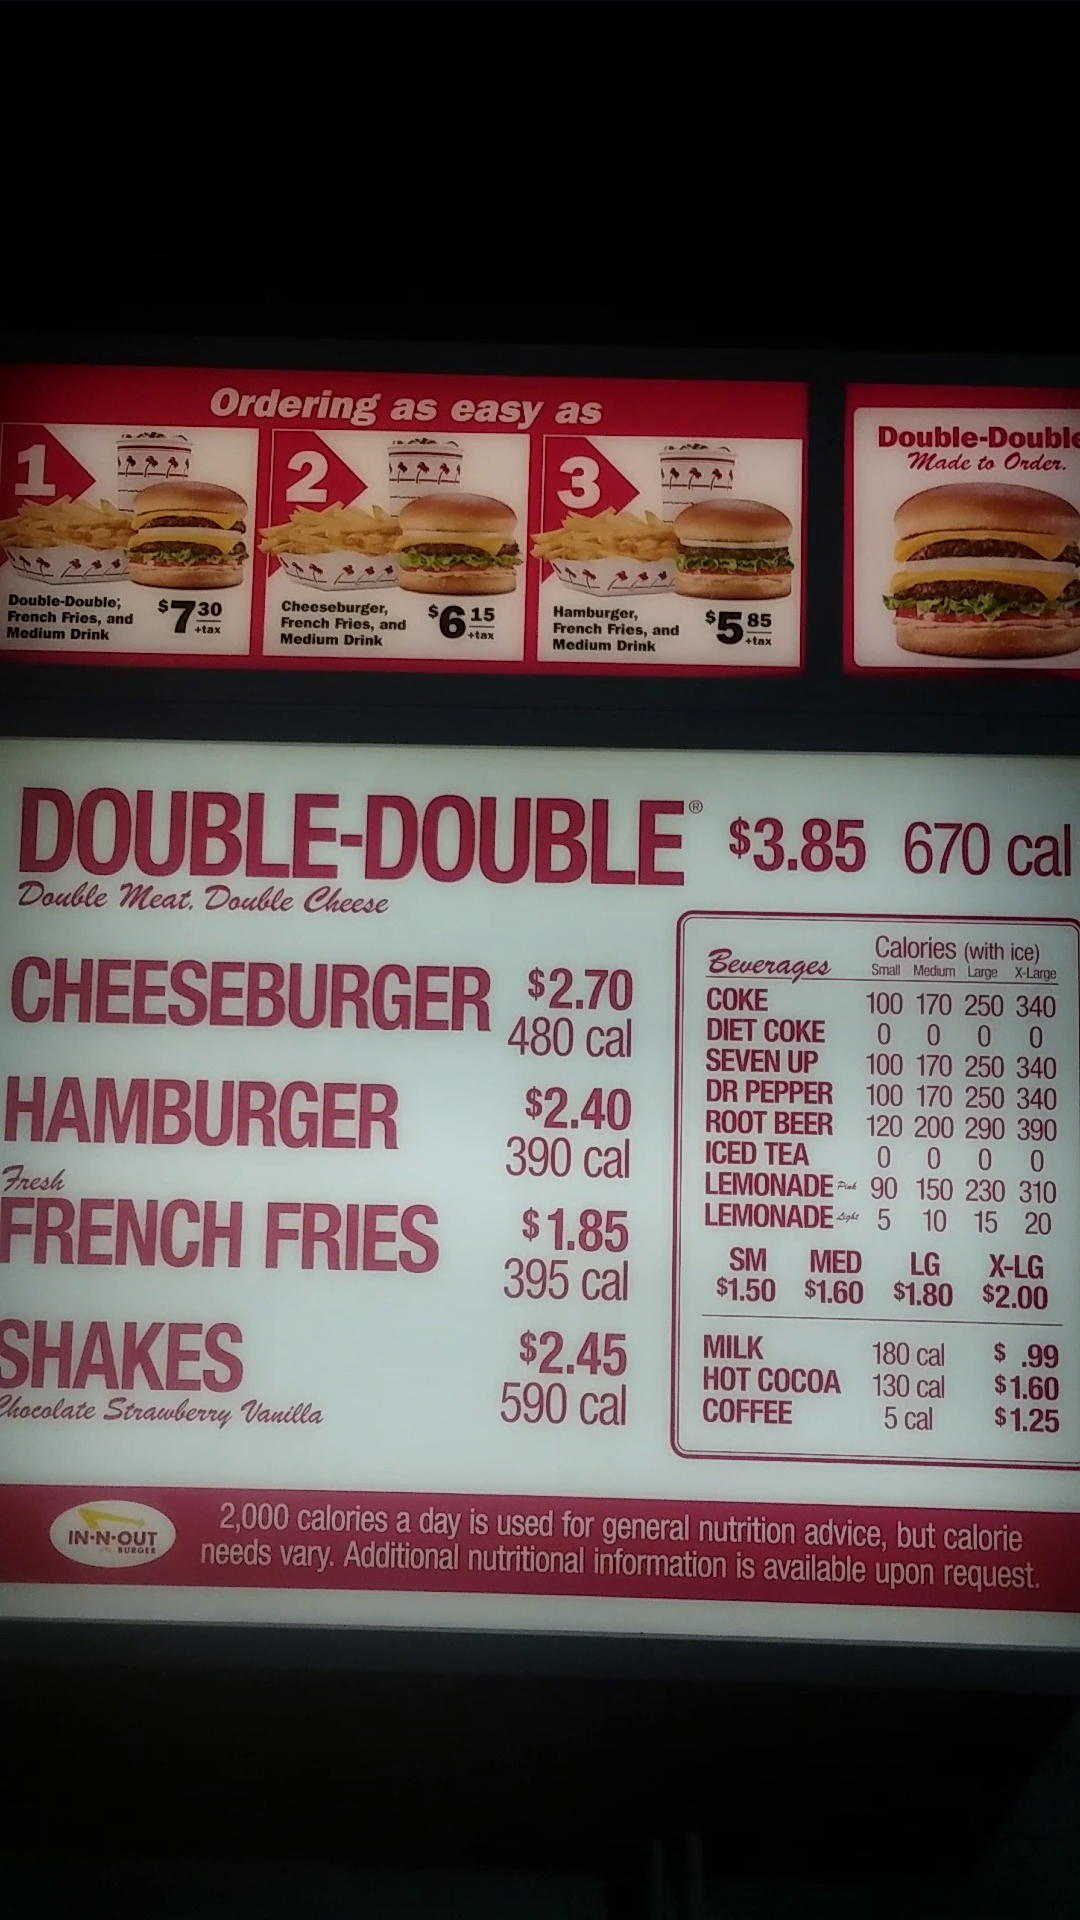 Ordering as easy as
1
Double-Double,
French Fries, and
Medium Drink
$7 30
+tax
2
Cheeseburger,
French Fries, and
Medium Drink
$6 15
+tax
3
Hamburger,
French Fries, and
Medium Drink
$5 85
+tax
Double-Double
Made to Order.
DOUBLE-DOUBLE® $3.85 670 cal
Double Meat. Double Cheese
CHEESEBURGER $2.70
480 cal
HAMBURGER $2.40
390 cal
Fresh
FRENCH FRIES $1.85
395 cal
SHAKES $2.45
590 cal
Chocolate Strawberry Vanilla
Calories (with ice)
Beverages Small Medium Large X-Large
COKE 100 170 250 340
DIET COKE 0 0 0 0
SEVEN UP 100 170 250 340
DR PEPPER 100 170 250 340
ROOT BEER 120 200 290 390
ICED TEA 0 0 0 0
LEMONADE Pink 90 150 230 310
LEMONADE Light 5 10 15 20
SM MED LG X-LG
$1.50 $1.60 $1.80 $2.00
MILK 180 cal $ .99
HOT COCOA 130 cal $1.60
COFFEE 5 cal $1.25
IN-N-OUT
BURGER
2,000 calories a day is used for general nutrition advice, but calorie
needs vary. Additional nutritional information is available upon request.